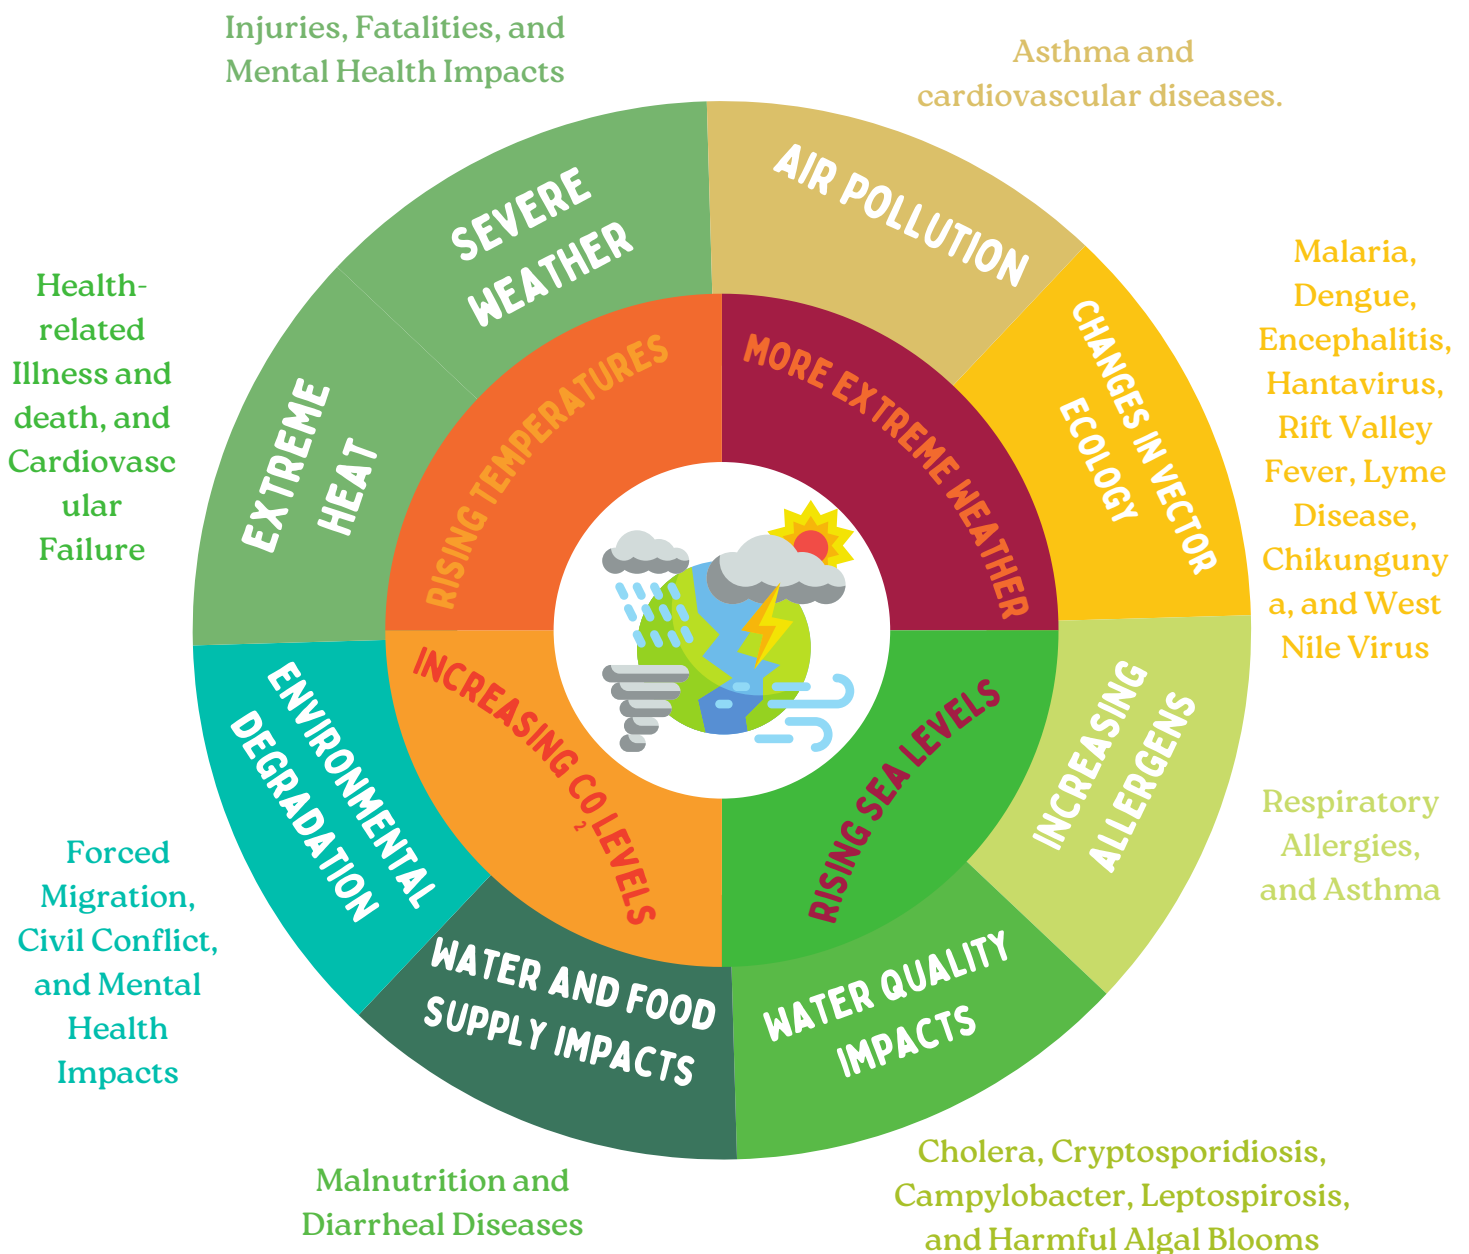 Injuries, Fatalities, and
Mental Health Impacts
Asthma and
cardiovascular diseases.
SEVERE
WEATHER
AIR POLLUTION
Health-
related
Illness and
death, and
Cardiovasc
ular
Failure
EXTREME
HEAT
RISING TEMPERATURES
MORE EXTREME WEATHER
CHANGES IN VECTOR
ECOLOGY
Malaria,
Dengue,
Encephalitis,
Hantavirus,
Rift Valley
Fever, Lyme
Disease,
Chikunguny
a, and West
Nile Virus
ENVIRONMENTAL
DEGRADATION
INCREASING CO₂ LEVELS
RISING SEA LEVELS
INCREASING
ALLERGENS
Respiratory
Allergies,
and Asthma
Forced
Migration,
Civil Conflict,
and Mental
Health
Impacts
WATER AND FOOD
SUPPLY IMPACTS
WATER QUALITY
IMPACTS
Malnutrition and
Diarrheal Diseases
Cholera, Cryptosporidiosis,
Campylobacter, Leptospirosis,
and Harmful Algal Blooms